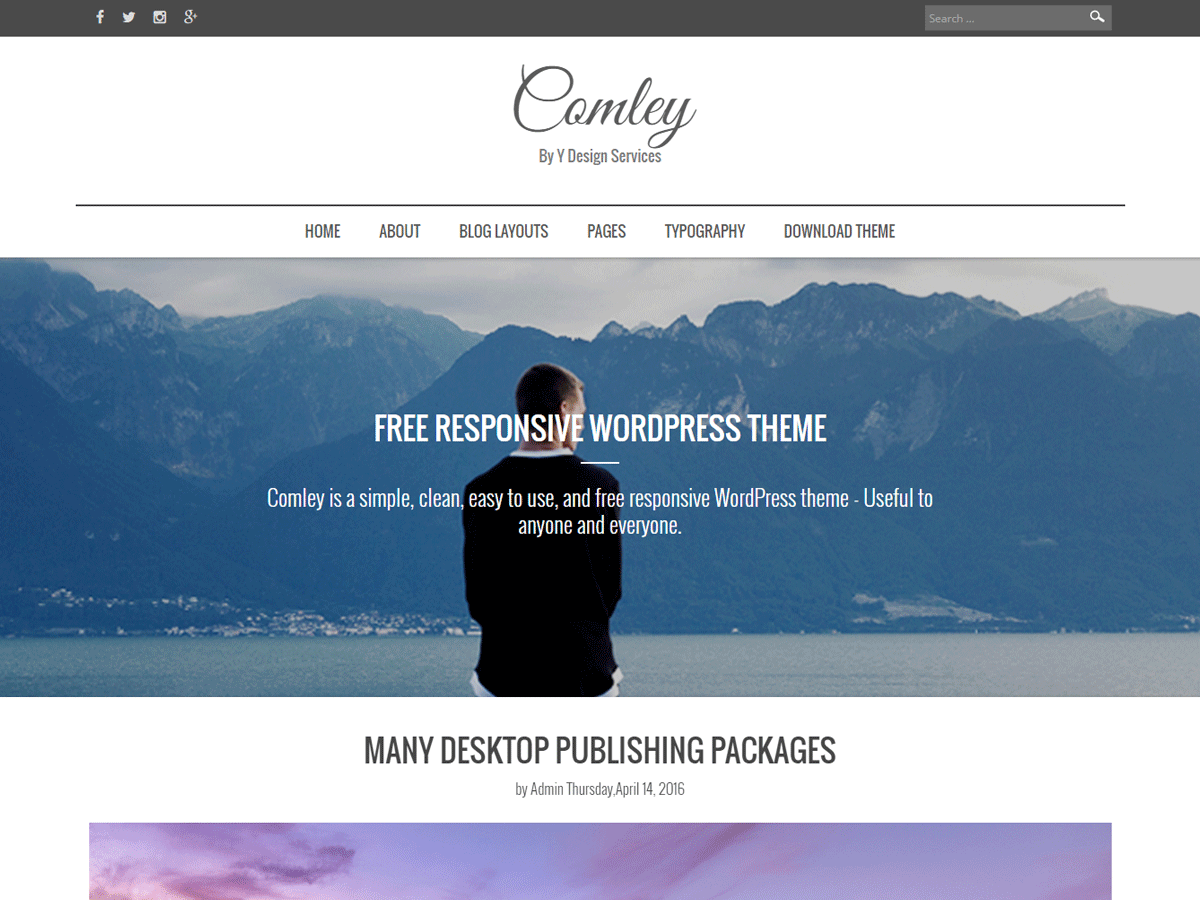 Search ...
Comley
By Y Design Services
HOME ABOUT BLOG LAYOUTS PAGES TYPOGRAPHY DOWNLOAD THEME
FREE RESPONSIVE WORDPRESS THEME
Comley is a simple, clean, easy to use, and free responsive WordPress theme - Useful to
anyone and everyone.
MANY DESKTOP PUBLISHING PACKAGES
by Admin Thursday,April 14, 2016